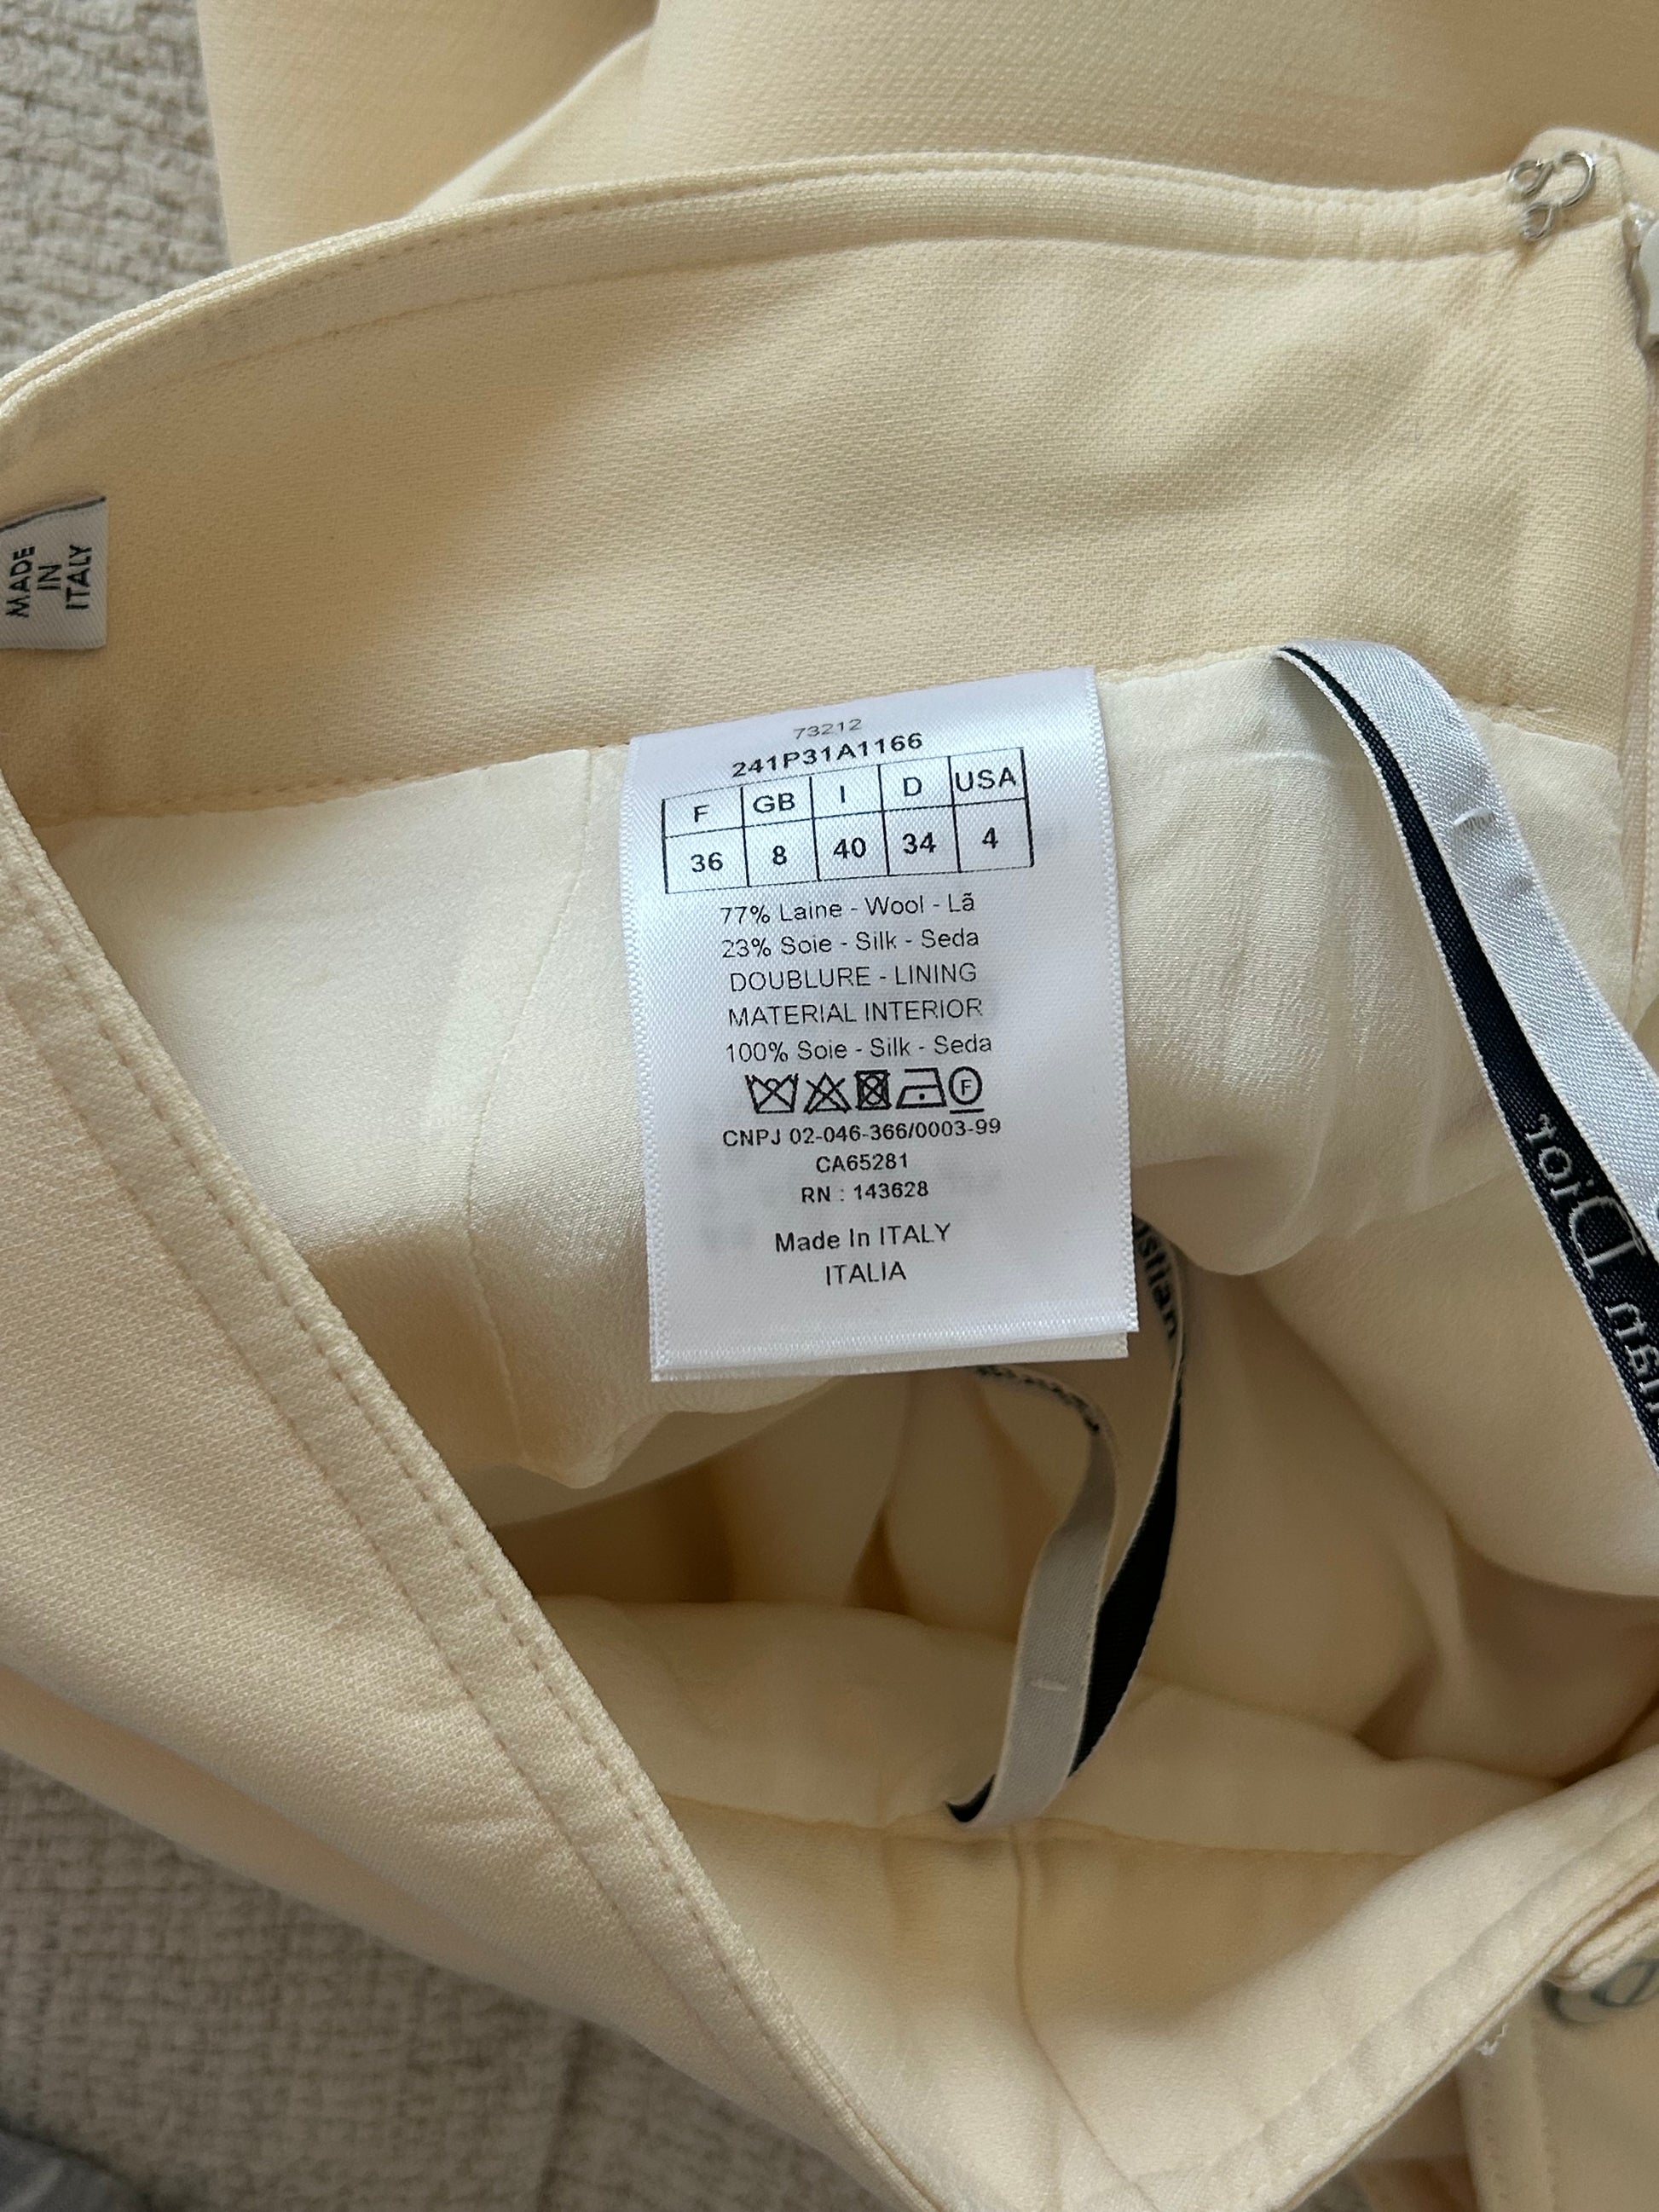 MADE
IN
ITALY
73212
241P31A1166
F GB I D USA
36 8 40 34 4
77% Laine - Wool - Lã
23% Soie - Silk - Seda
DOUBLURE - LINING
MATERIAL INTERIOR
100% Soie - Silk - Seda
F
CNPJ 02-046-366/0003-99
CA65281
RN : 143628
Made In ITALY
ITALIA
Dior